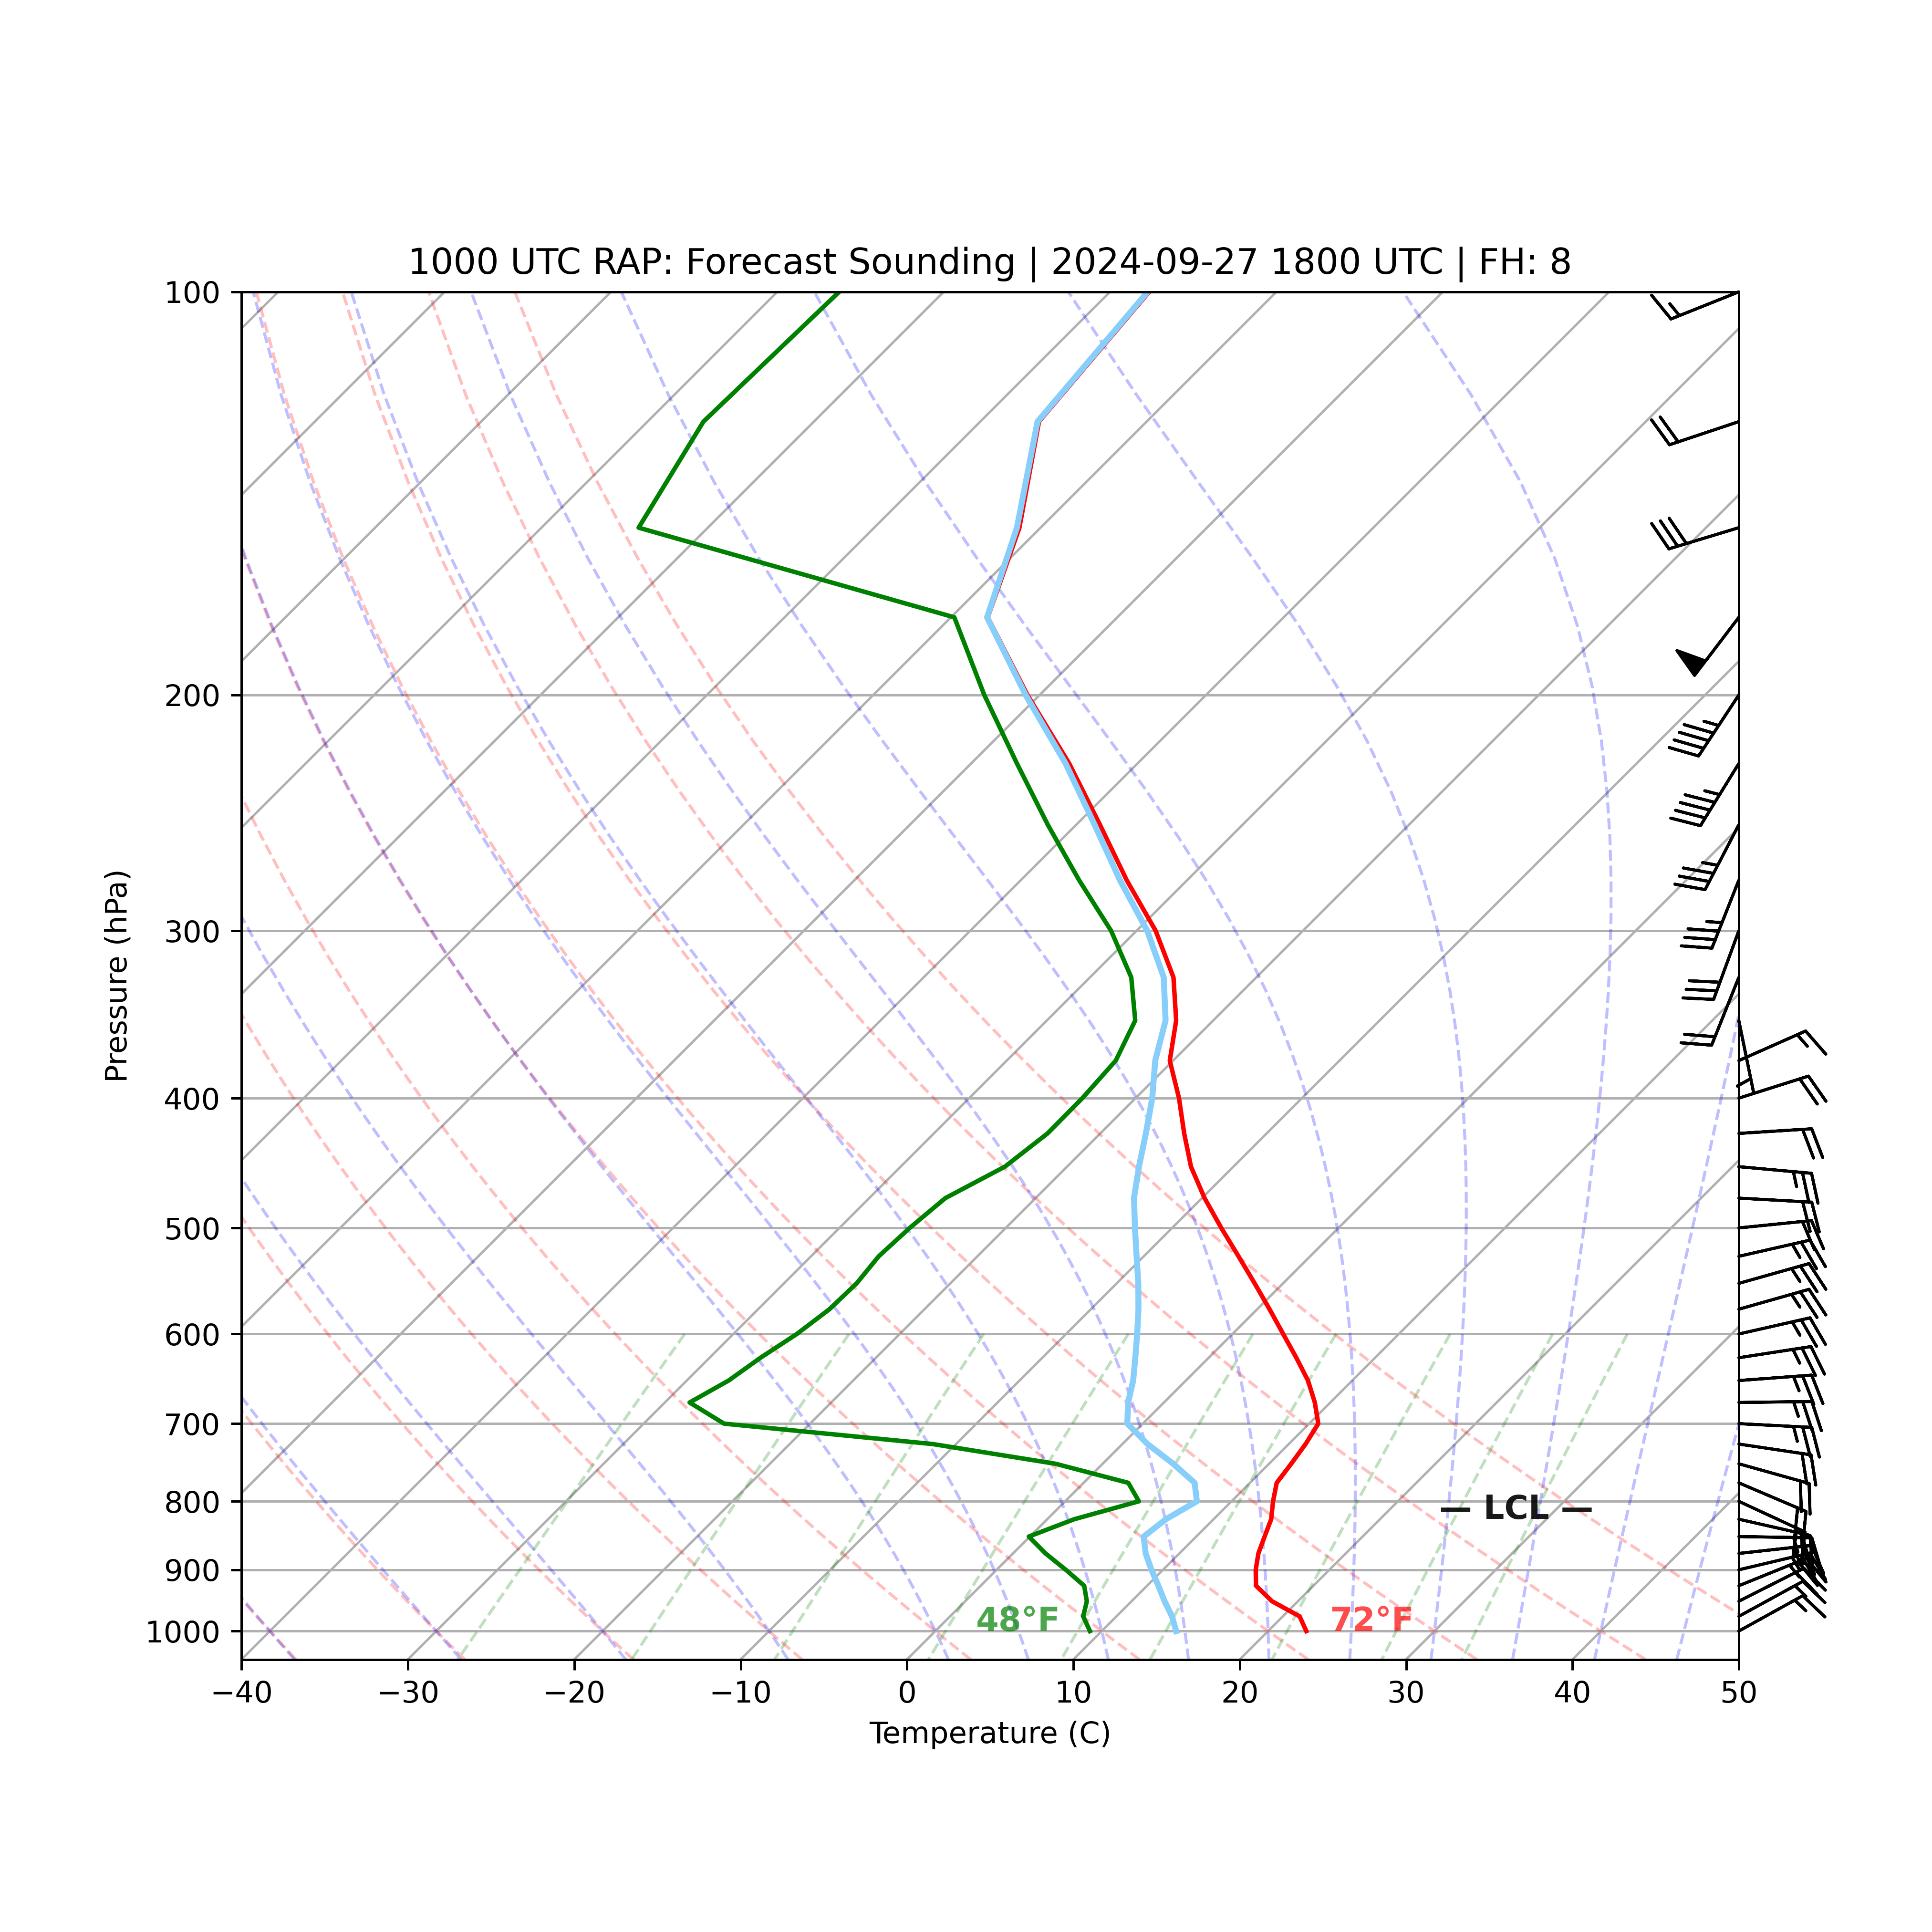 1000 UTC RAP: Forecast Sounding | 2024-09-27 1800 UTC | FH: 8
100
200
300
Pressure (hPa)
400
500
600
700
800
— LCL —
900
48°F 72°F
1000
−40 −30 −20 −10 0 10 20 30 40 50
Temperature (C)